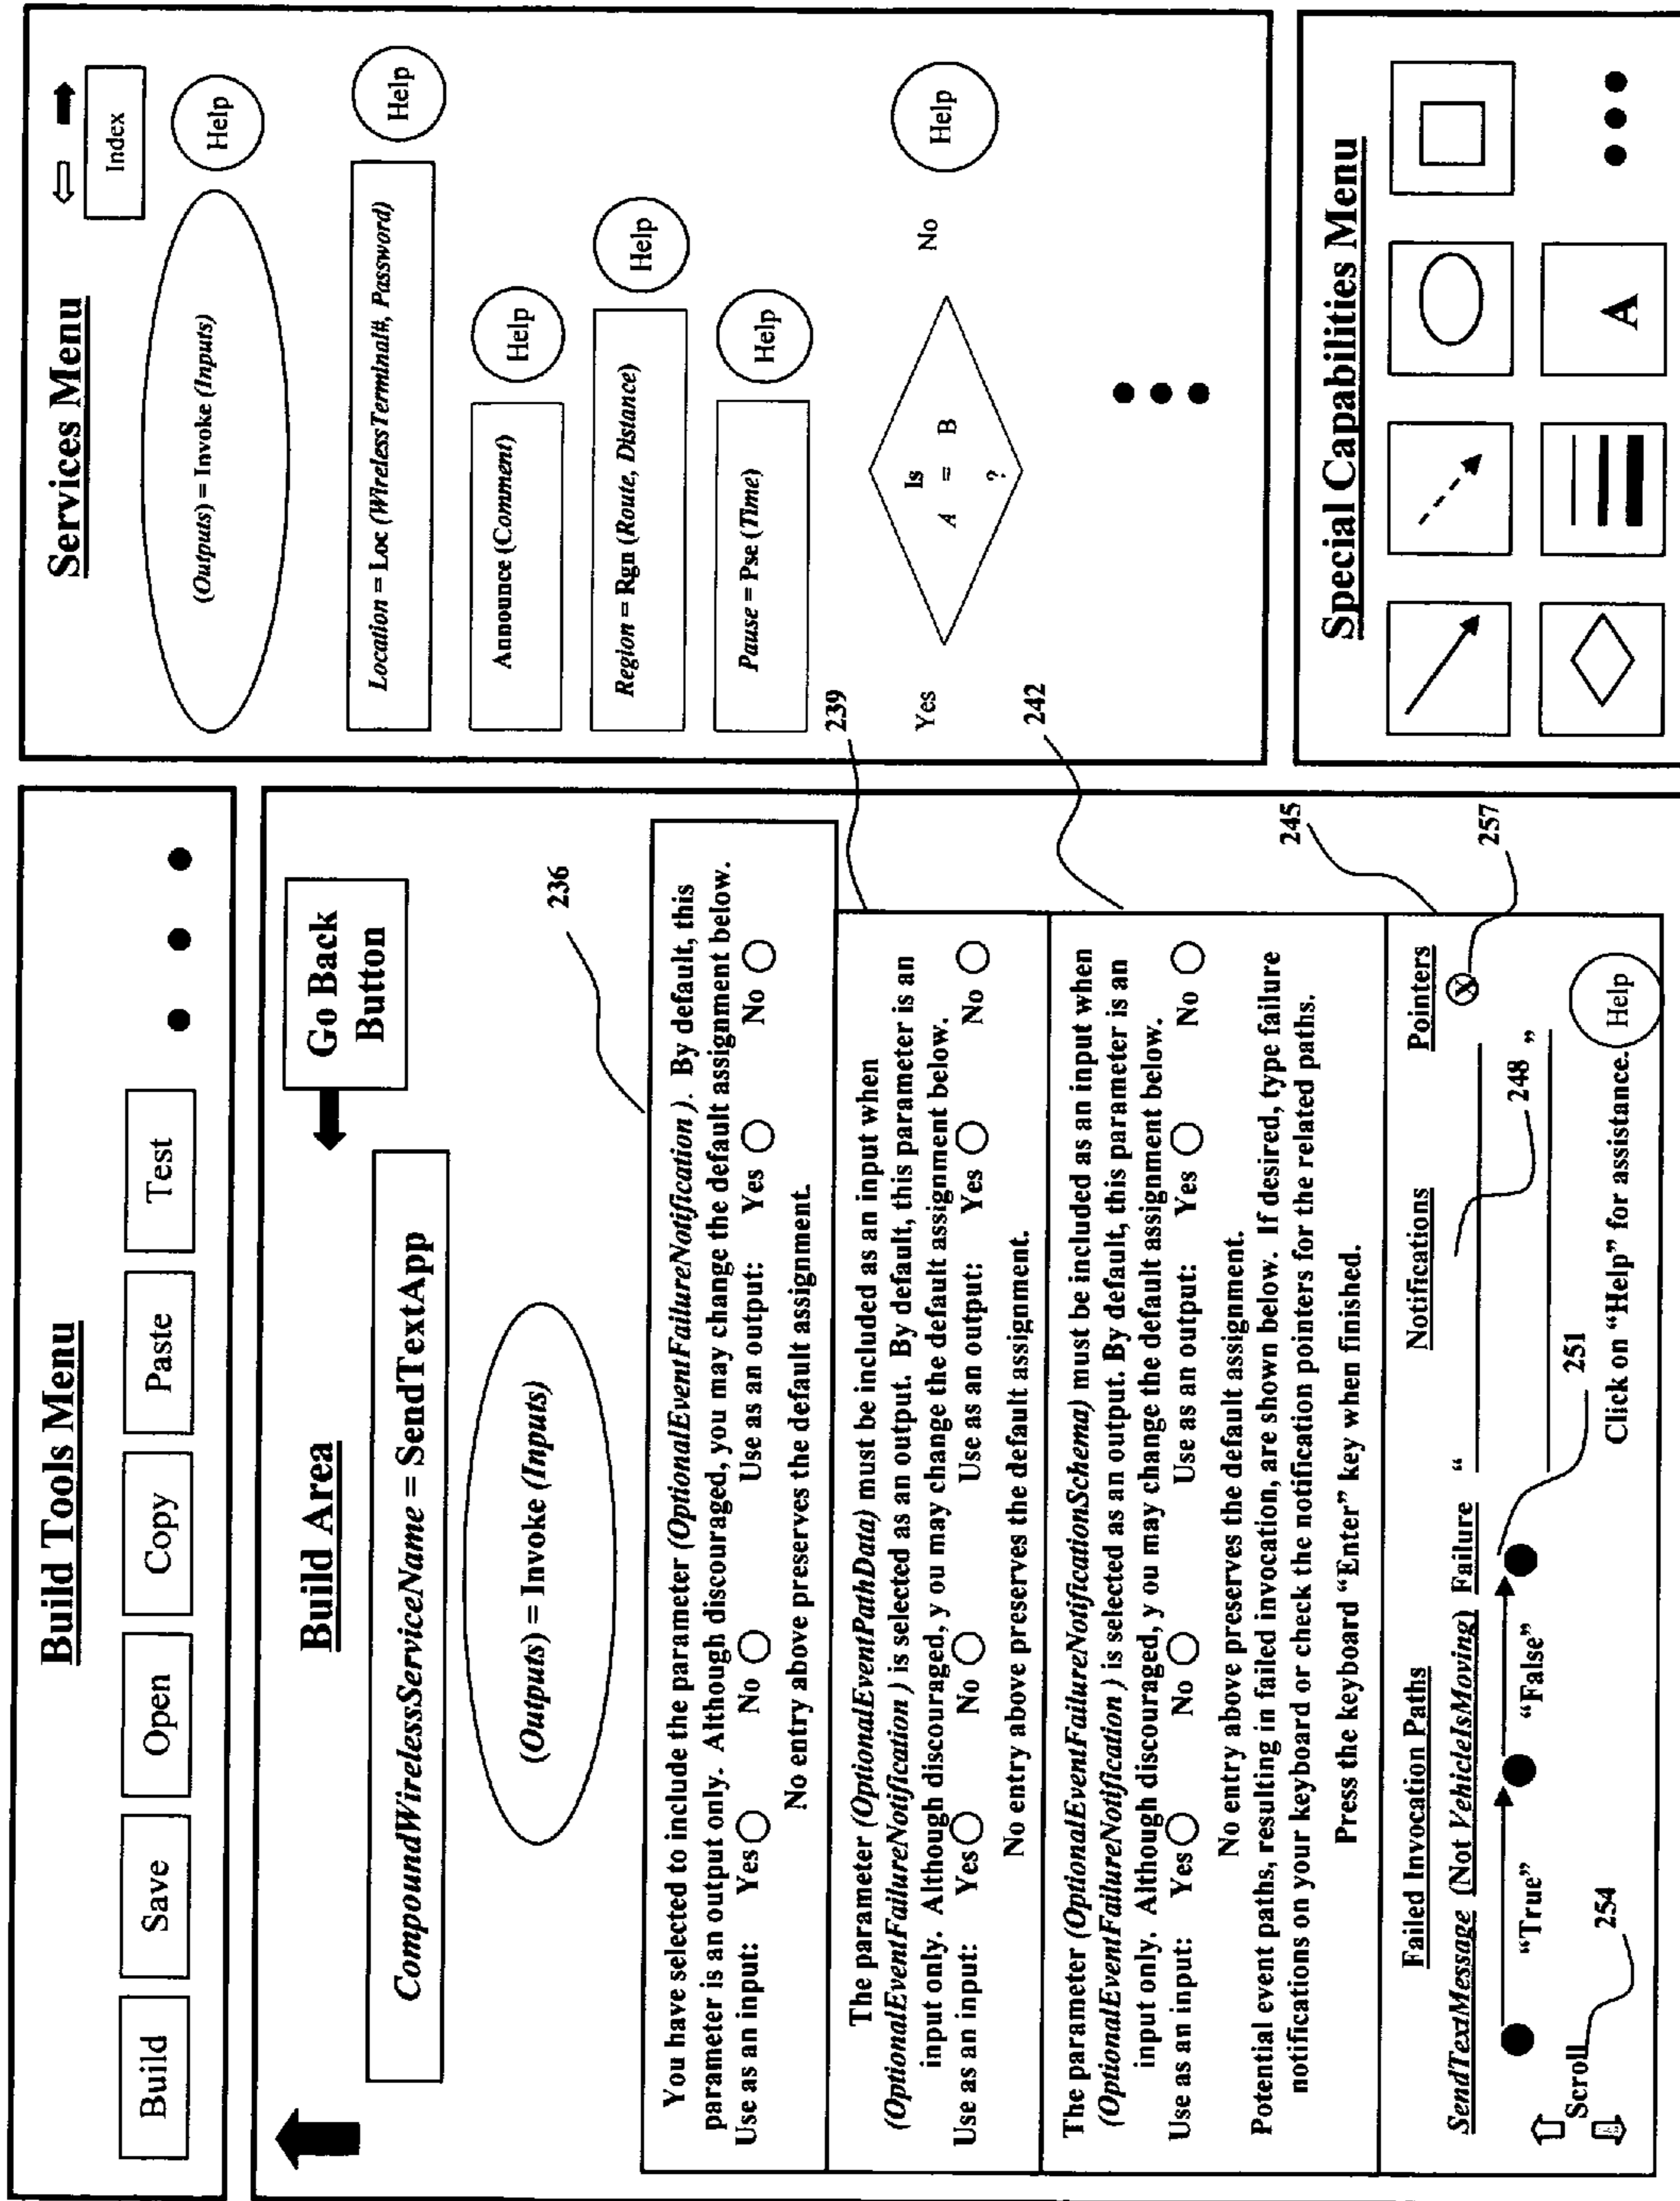 Build Tools Menu
Build
Save
Open
Copy
Paste
Test
Build Area
Go Back
Button
CompoundWirelessServiceName = SendTextApp
(Outputs) = Invoke (Inputs)
236
You have selected to include the parameter (OptionalEventFailureNotification ). By default, this
parameter is an output only. Although discouraged, you may change the default assignment below.
Use as an input: Yes No Use as an output: Yes No
No entry above preserves the default assignment.
239
The parameter (OptionalEventPathData) must be included as an input when
(OptionalEventFailureNotification ) is selected as an output. By default, this parameter is an
input only. Although discouraged, y ou may change the default assignment below.
Use as an input: Yes No Use as an output: Yes No
No entry above preserves the default assignment.
242
The parameter (OptionalEventFailureNotificationSchema) must be included as an input when
(OptionalEventFailureNotification ) is selected as an output. By default, this parameter is an
input only. Although discouraged, y ou may change the default assignment below.
Use as an input: Yes No Use as an output: Yes No
No entry above preserves the default assignment.
Potential event paths, resulting in failed invocation, are shown below. If desired, type failure
notifications on your keyboard or check the notification pointers for the related paths.
Press the keyboard “Enter” key when finished.
245
Failed Invocation Paths
Notifications
Pointers
SendTextMessage (Not VehicleIsMoving) Failure “
X
257
“True”
“False”
248
”
251
Scroll
254
Click on “Help” for assistance.
Help
Services Menu
Index
(Outputs) = Invoke (Inputs)
Help
Location = Loc (WirelessTerminal#, Password)
Help
Announce (Comment)
Help
Region = Rgn (Route, Distance)
Help
Pause = Pse (Time)
Help
Yes
Is
A = B
?
No
Help
Special Capabilities Menu
A